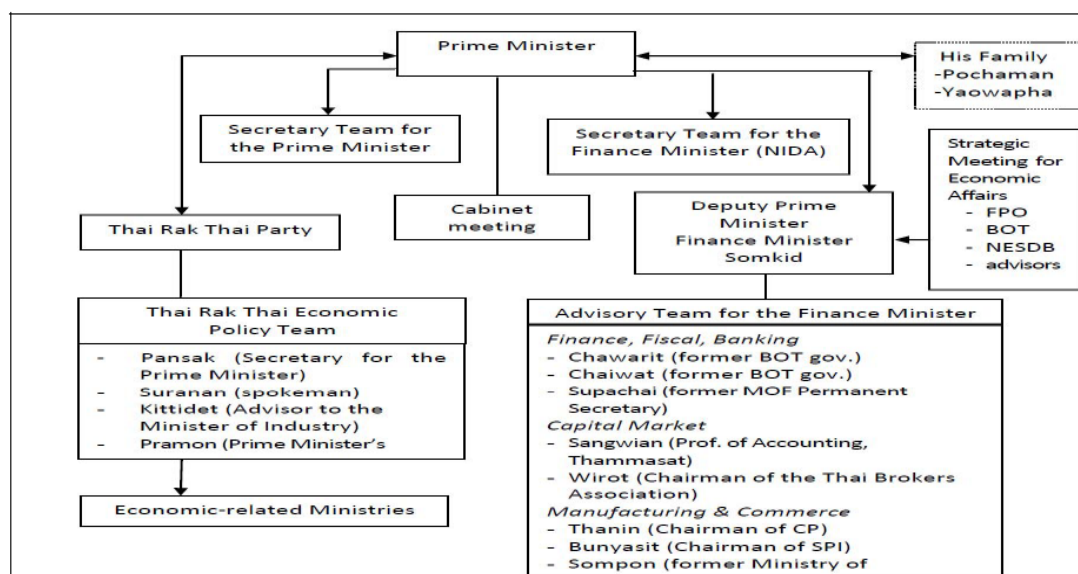 Prime Minister
His Family
-Pochaman
-Yaowapha
Secretary Team for
the Prime Minister
Secretary Team for the
Finance Minister (NIDA)
Strategic
Meeting for
Economic
Affairs
- FPO
- BOT
- NESDB
- advisors
Cabinet
meeting
Deputy Prime
Minister
Finance Minister
Somkid
Thai Rak Thai Party
Thai Rak Thai Economic
Policy Team
- Pansak (Secretary for the
Prime Minister)
- Suranan (spokeman)
- Kittidet (Advisor to the
Minister of Industry)
- Pramon (Prime Minister's
Economic-related Ministries
Advisory Team for the Finance Minister
Finance, Fiscal, Banking
- Chawarit (former BOT gov.)
- Chaiwat (former BOT gov.)
- Supachai (former MOF Permanent
Secretary)
Capital Market
- Sangwian (Prof. of Accounting,
Thammasat)
- Wirot (Chairman of the Thai Brokers
Association)
Manufacturing & Commerce
- Thanin (Chairman of CP)
- Bunyasit (Chairman of SPI)
- Sompon (former Ministry of